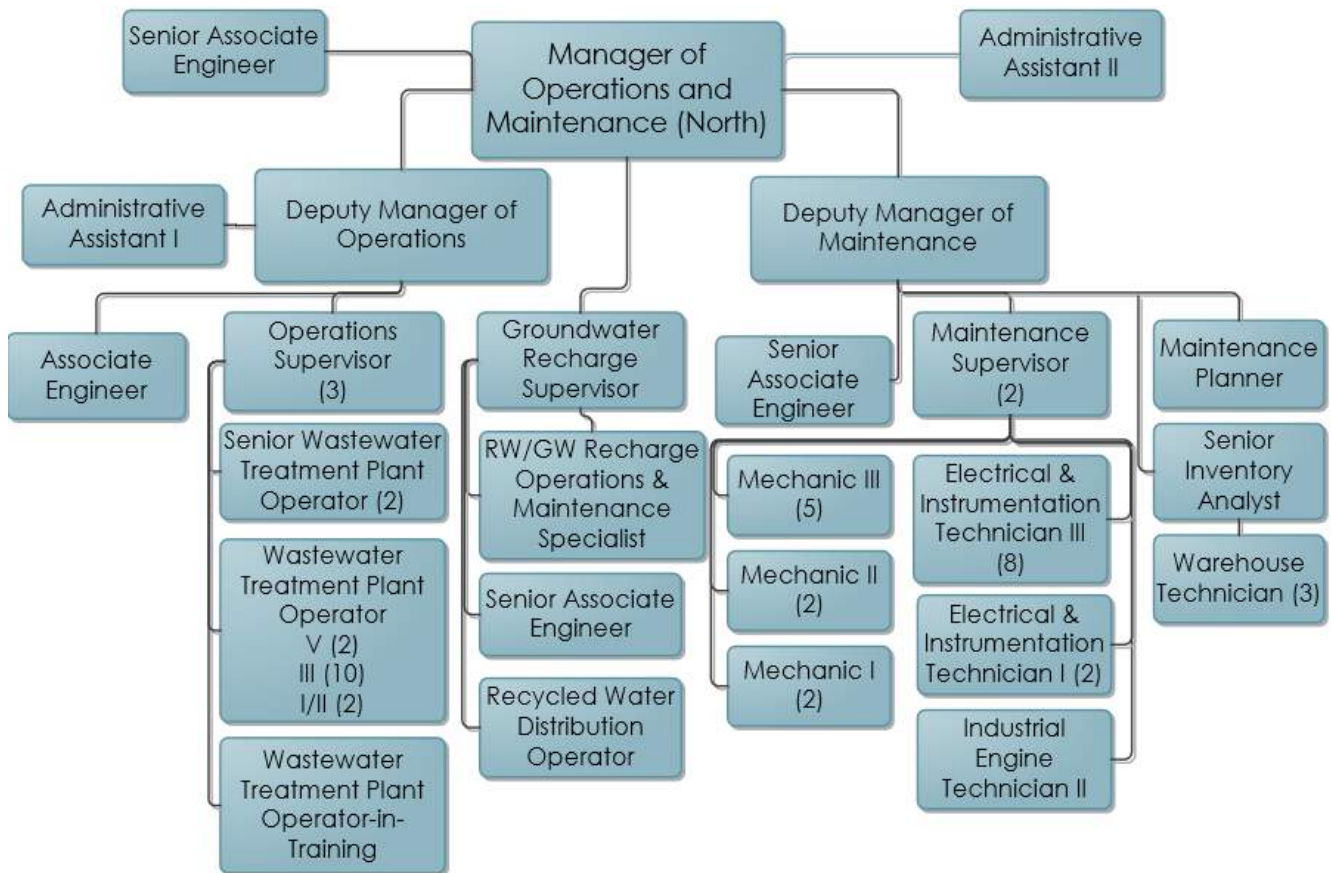 Senior Associate
Engineer
Manager of
Operations and
Maintenance (North)
Administrative
Assistant II
Administrative
Assistant I
Deputy Manager of
Operations
Deputy Manager of
Maintenance
Associate
Engineer
Operations
Supervisor
(3)
Senior Wastewater
Treatment Plant
Operator (2)
Wastewater
Treatment Plant
Operator
V (2)
III (10)
I/II (2)
Wastewater
Treatment Plant
Operator-in-
Training
Groundwater
Recharge
Supervisor
RW/GW Recharge
Operations &
Maintenance
Specialist
Senior Associate
Engineer
Recycled Water
Distribution
Operator
Senior
Associate
Engineer
Maintenance
Supervisor
(2)
Mechanic III
(5)
Mechanic II
(2)
Mechanic I
(2)
Electrical &
Instrumentation
Technician III
(8)
Electrical &
Instrumentation
Technician I (2)
Industrial
Engine
Technician II
Maintenance
Planner
Senior
Inventory
Analyst
Warehouse
Technician (3)